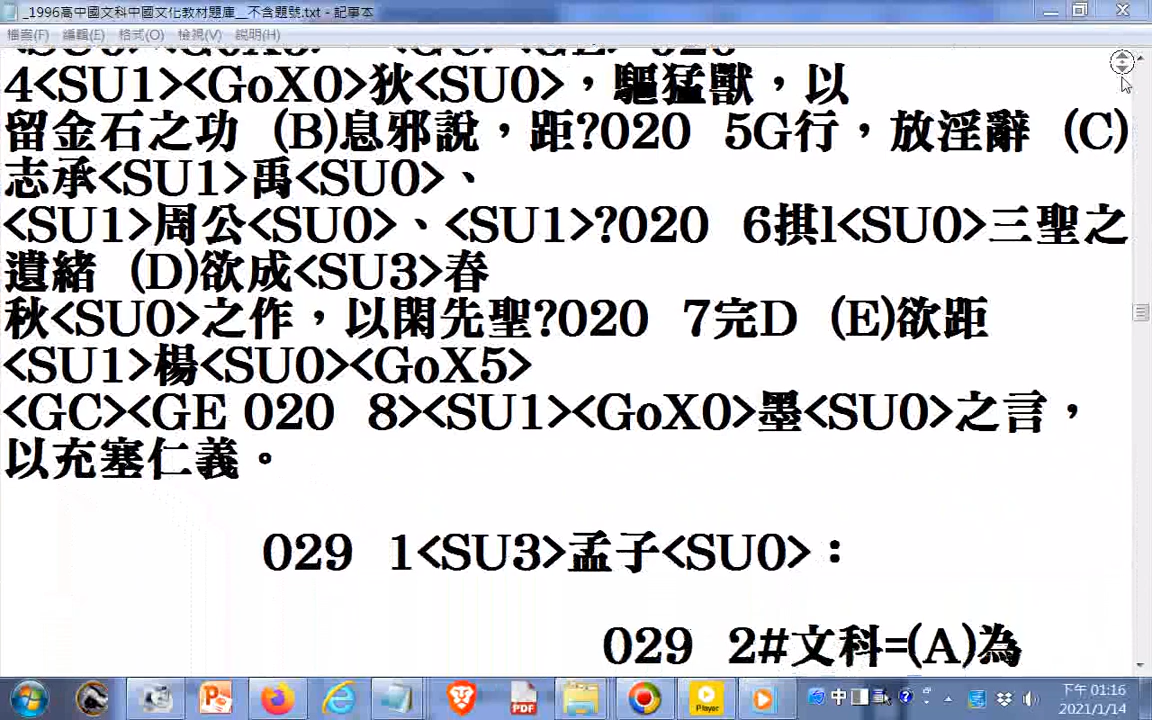 _1996高中國文科中國文化教材題庫__不含題號.txt - 記事本
檔案(F) 編輯(E) 格式(O) 檢視(V) 說明(H)
4<SU1><GoX0>狄<SU0>，驅猛獸，以
留金石之功 (B)息邪說，距?020 5G行，放淫辭 (C)
志承<SU1>禹<SU0>、
<SU1>周公<SU0>、<SU1>?020 6拱l<SU0>三聖之
遺緒 (D)欲成<SU3>春
秋<SU0>之作，以閑先聖?020 7完D (E)欲距
<SU1>楊<SU0><GoX5>
<GC><GE 020 8><SU1><GoX0>墨<SU0>之言，
以充塞仁義。
029 1<SU3>孟子<SU0>：
029 2#文科=(A)為
PDF
Player
中
下午 01:16
2021/1/14